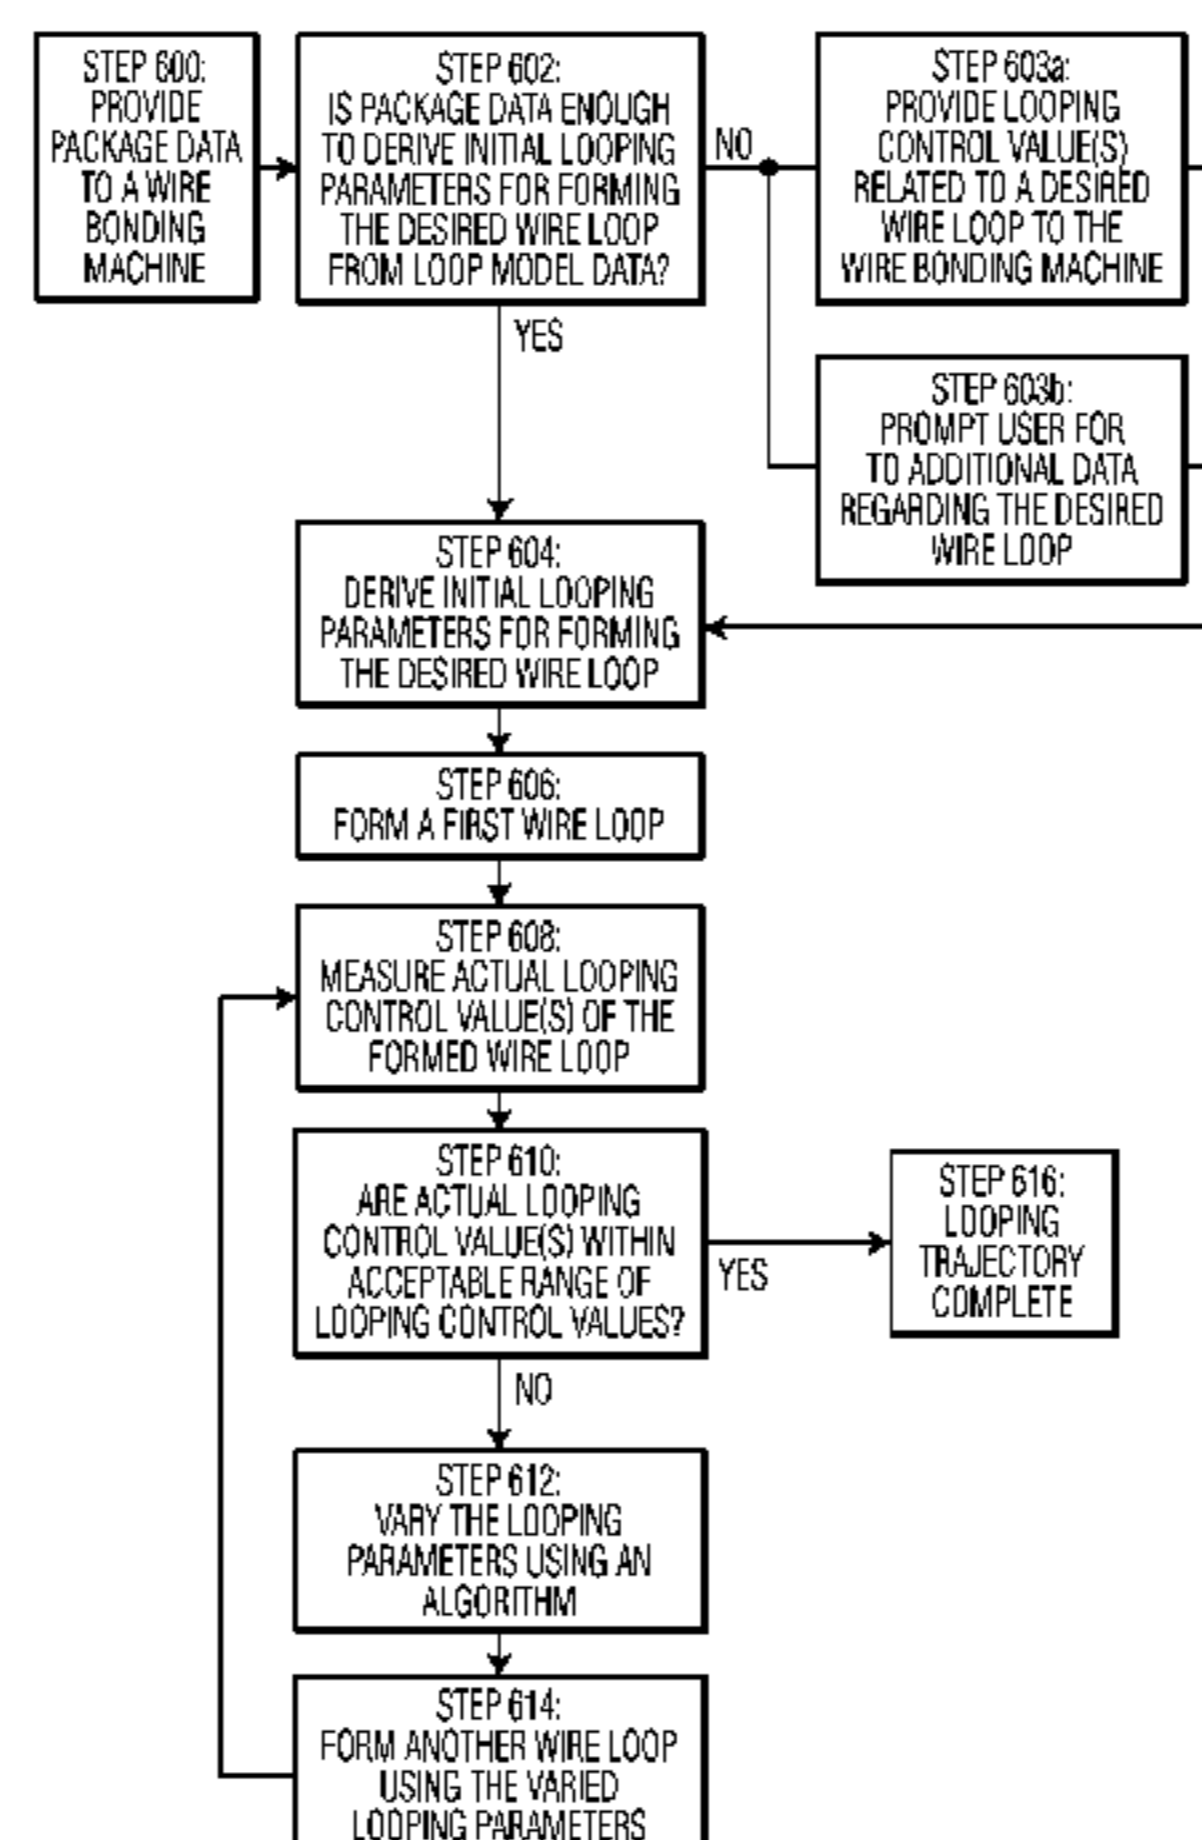 STEP 600:
PROVIDE
PACKAGE DATA
TO A WIRE
BONDING
MACHINE
STEP 602:
IS PACKAGE DATA ENOUGH
TO DERIVE INITIAL LOOPING
PARAMETERS FOR FORMING
THE DESIRED WIRE LOOP
FROM LOOP MODEL DATA?
NO
STEP 603a:
PROVIDE LOOPING
CONTROL VALUE(S)
RELATED TO A DESIRED
WIRE LOOP TO THE
WIRE BONDING MACHINE
YES
STEP 603b:
PROMPT USER FOR
TO ADDITIONAL DATA
REGARDING THE DESIRED
WIRE LOOP
STEP 604:
DERIVE INITIAL LOOPING
PARAMETERS FOR FORMING
THE DESIRED WIRE LOOP
STEP 606:
FORM A FIRST WIRE LOOP
STEP 608:
MEASURE ACTUAL LOOPING
CONTROL VALUE(S) OF THE
FORMED WIRE LOOP
STEP 610:
ARE ACTUAL LOOPING
CONTROL VALUE(S) WITHIN
ACCEPTABLE RANGE OF
LOOPING CONTROL VALUES?
YES
STEP 616:
LOOPING
TRAJECTORY
COMPLETE
NO
STEP 612:
VARY THE LOOPING
PARAMETERS USING AN
ALGORITHM
STEP 614:
FORM ANOTHER WIRE LOOP
USING THE VARIED
LOOPING PARAMETERS